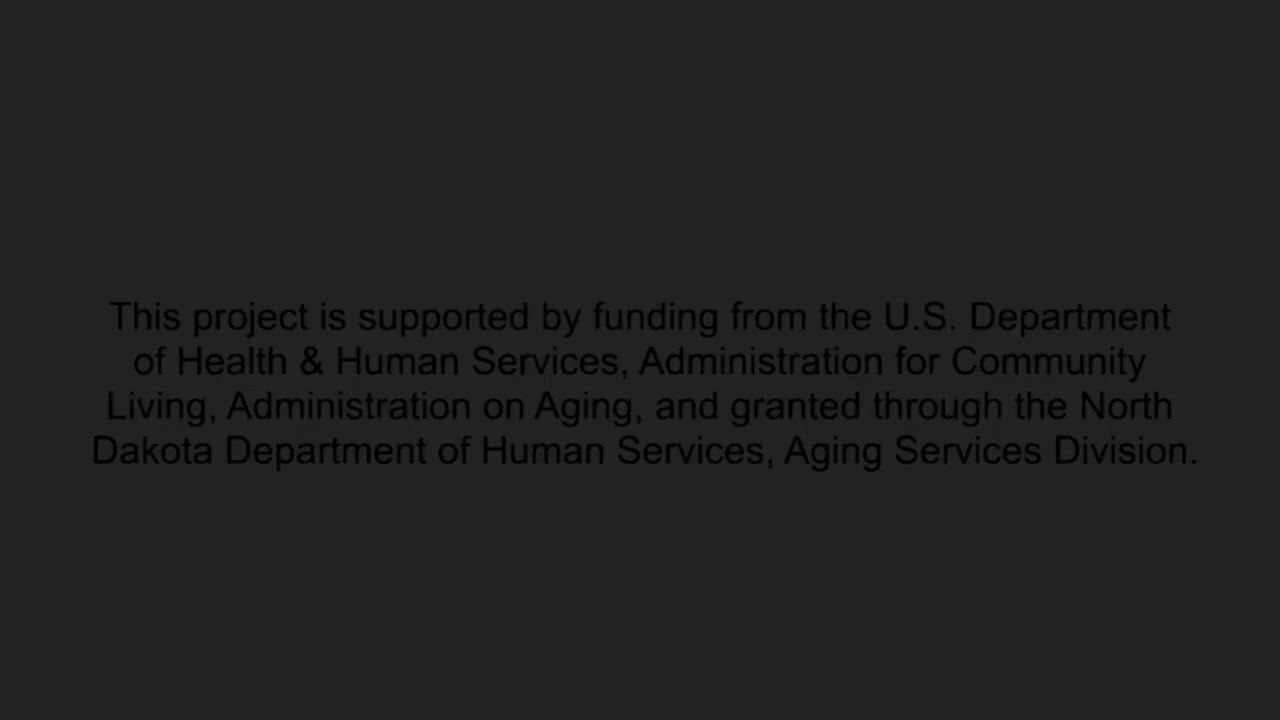 This project is supported by funding from the U.S. Department
of Health & Human Services, Administration for Community
Living, Administration on Aging, and granted through the North
Dakota Department of Human Services, Aging Services Division.